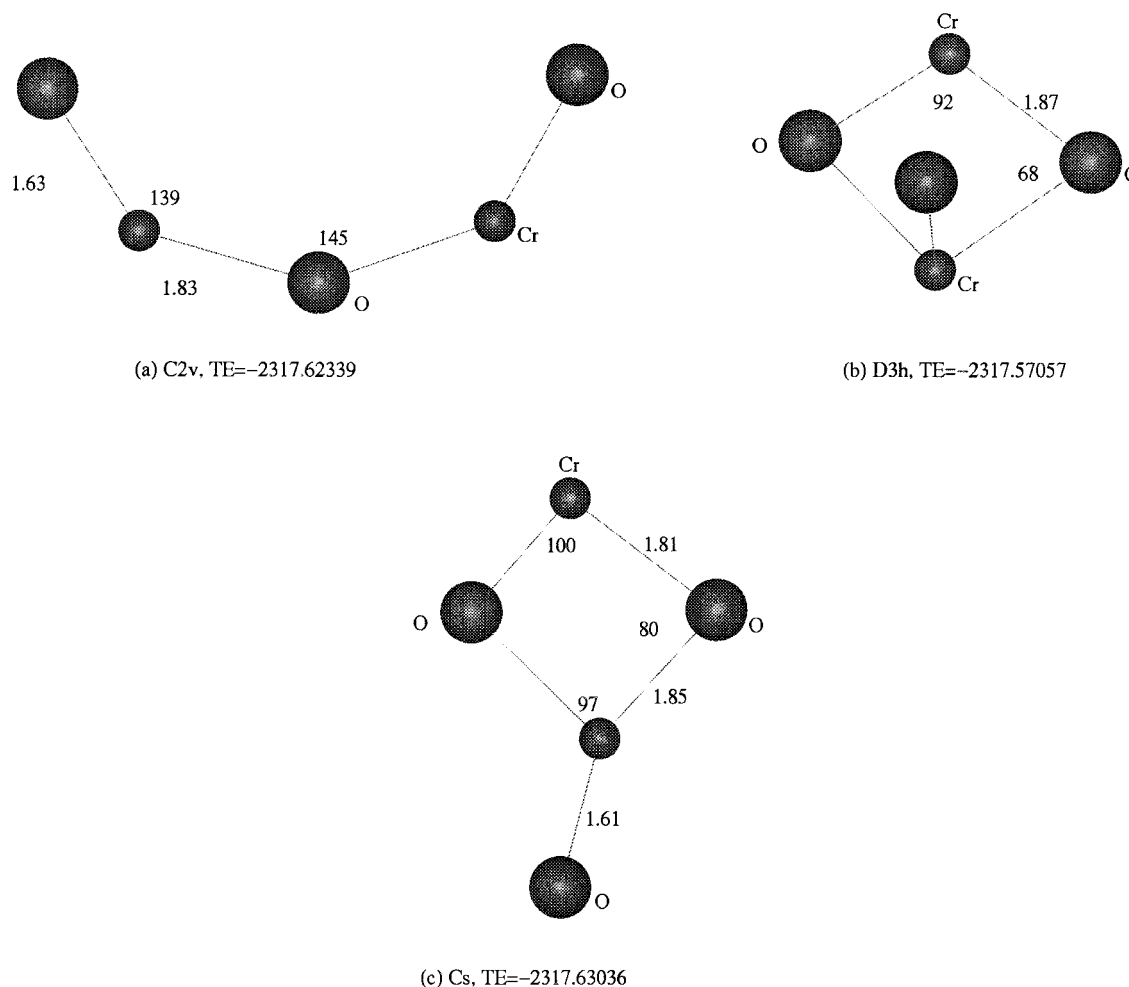 Cr
O
O
92
1.87
1.63
139
68
145
Cr
1.83
O
Cr
(a) C2v, TE=−2317.62339
(b) D3h, TE=−2317.57057
Cr
100
1.81
O
80
O
97
1.85
1.61
O
(c) Cs, TE=−2317.63036